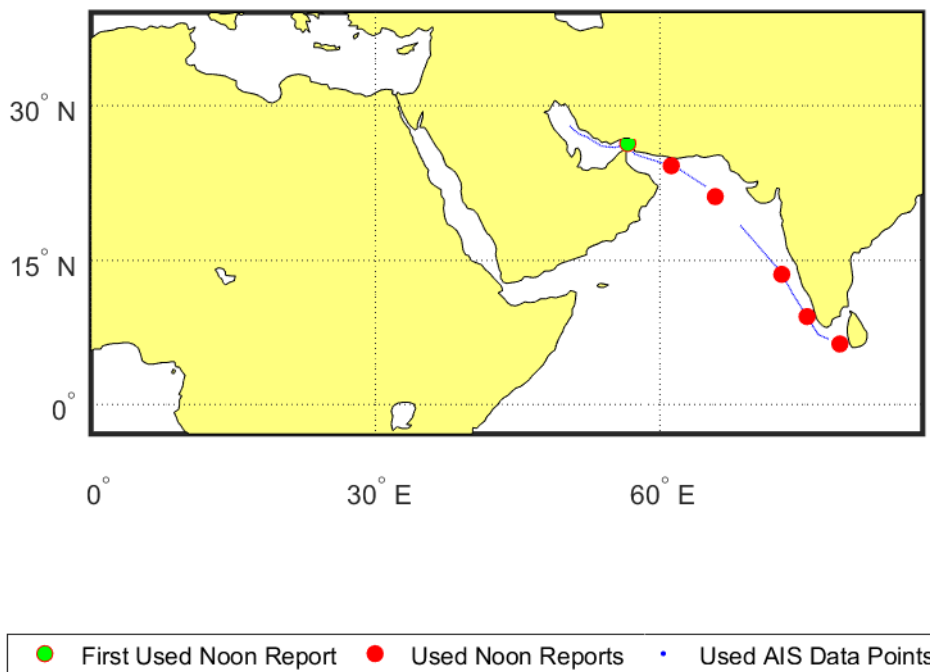 30° N
15° N
0°
0° 30° E 60° E
First Used Noon Report Used Noon Reports Used AIS Data Points